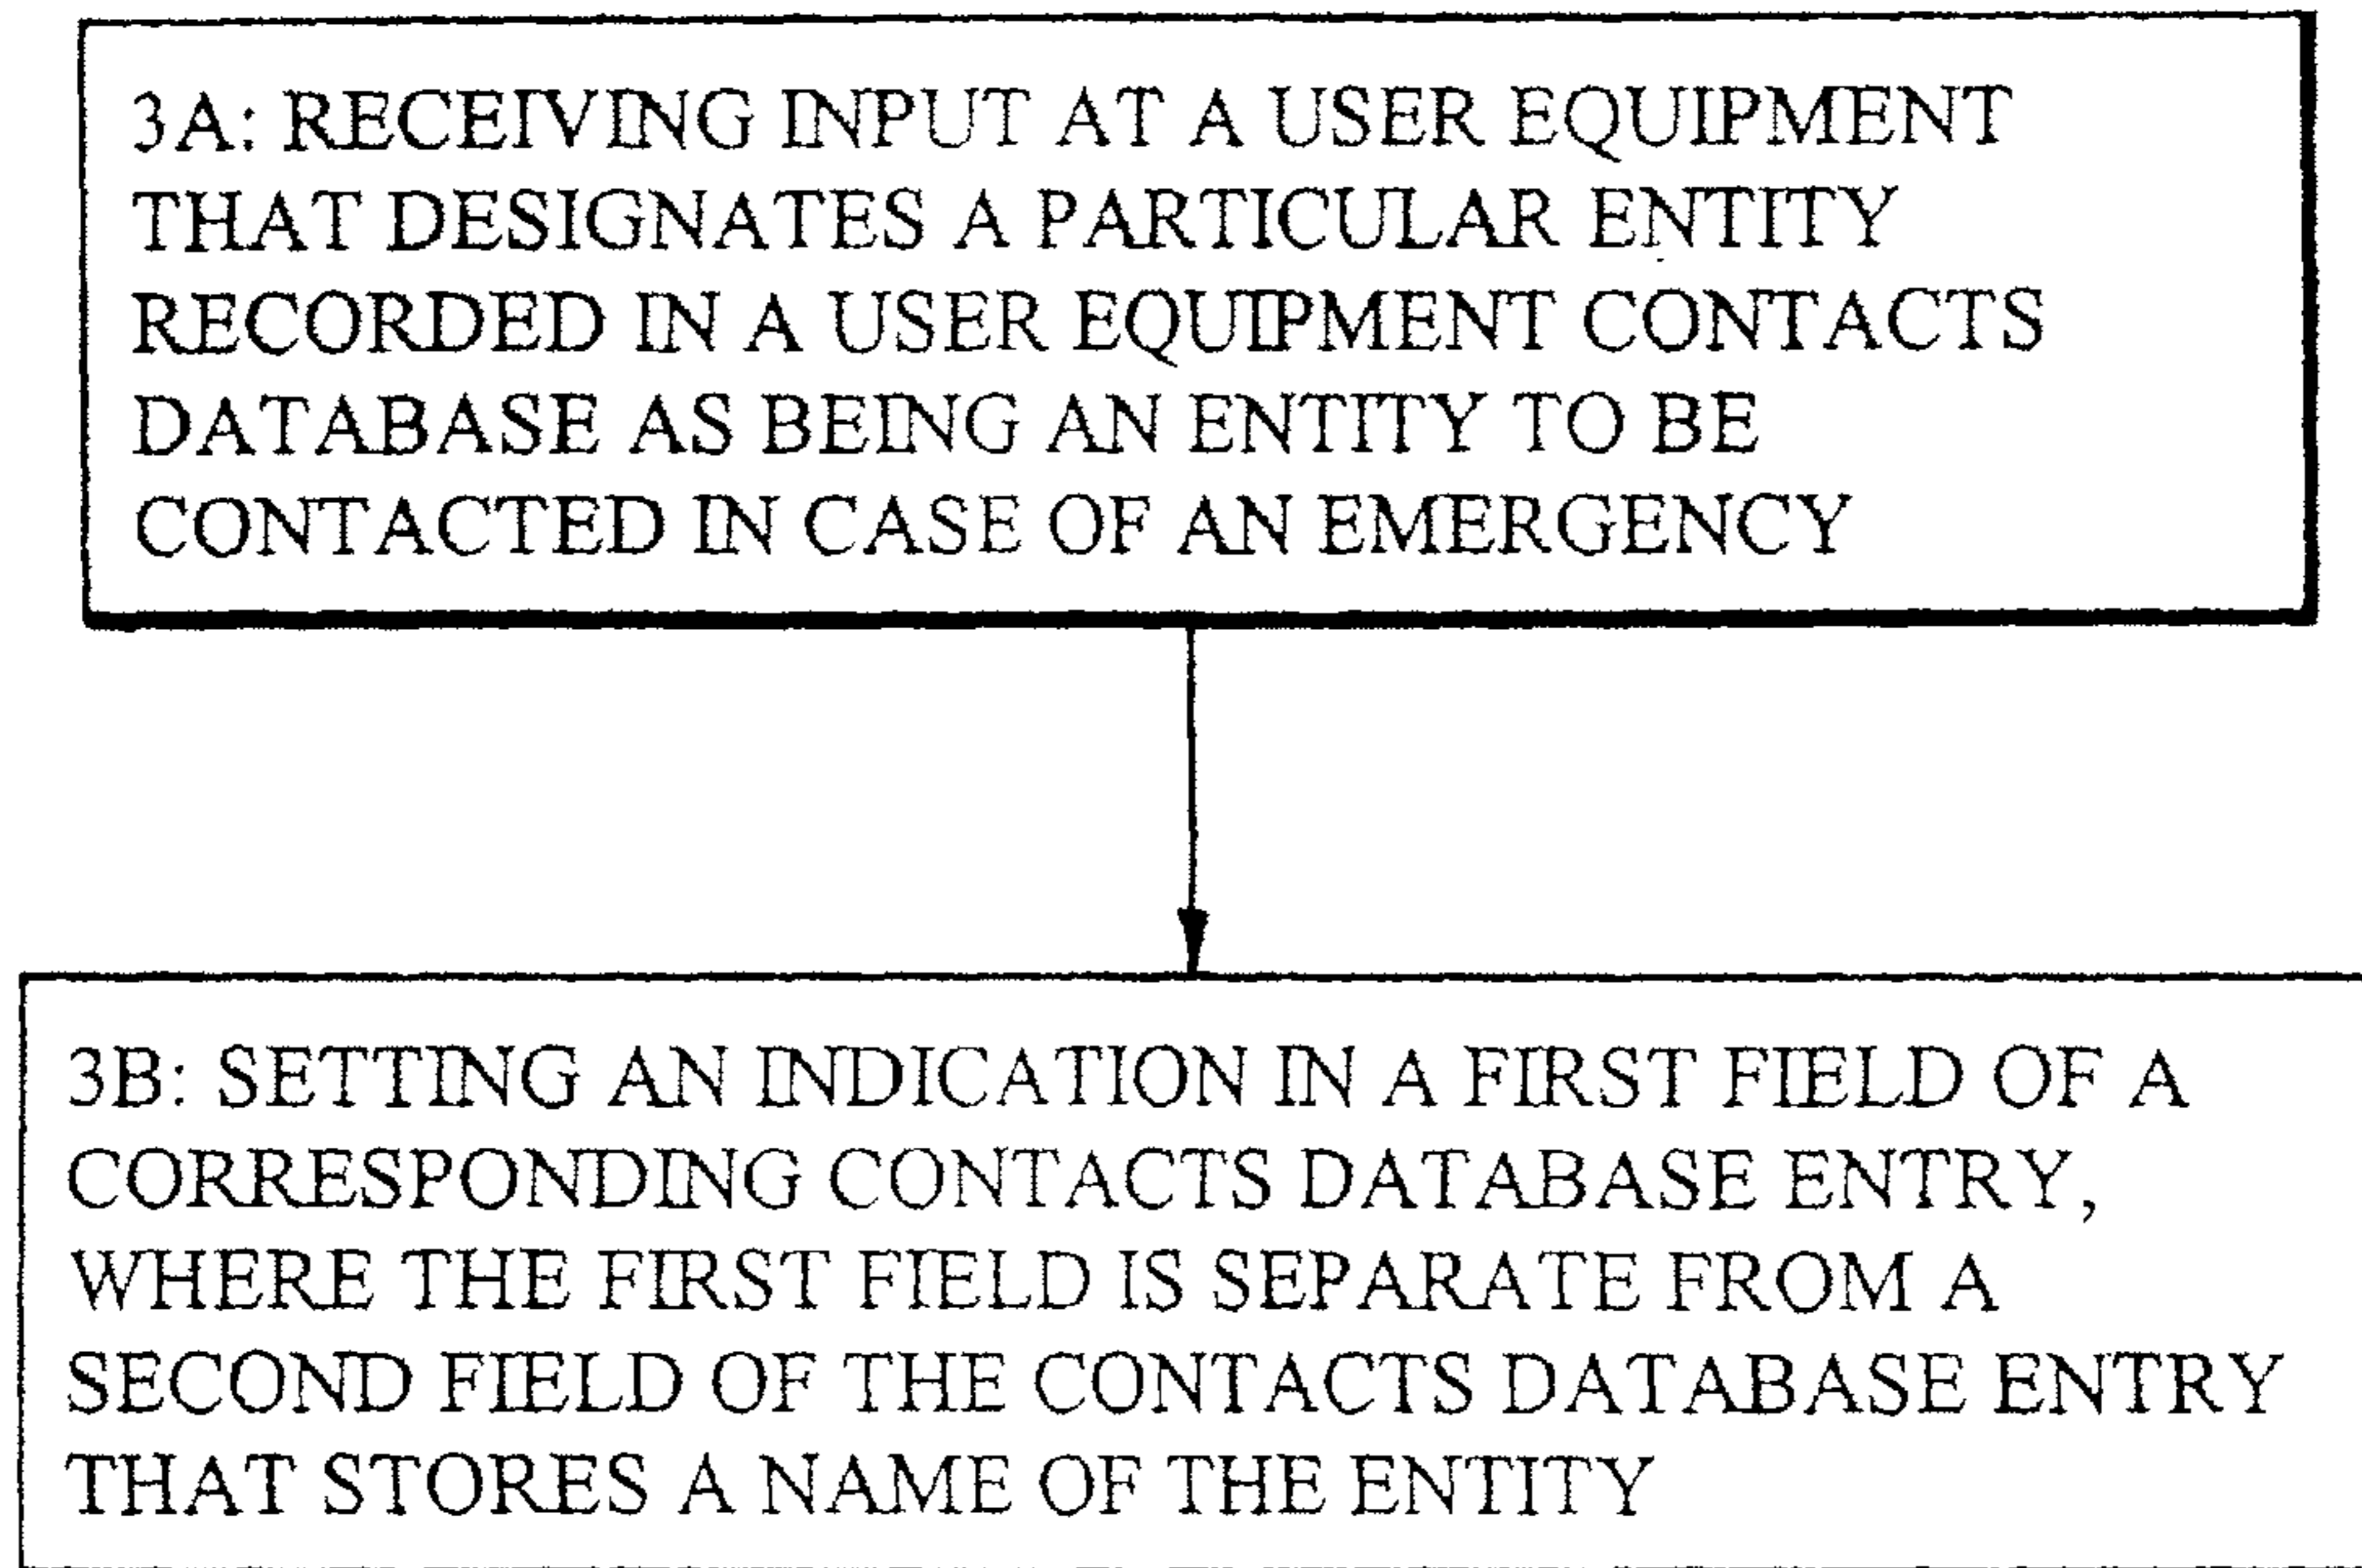 3A: RECEIVING INPUT AT A USER EQUIPMENT
THAT DESIGNATES A PARTICULAR ENTITY
RECORDED IN A USER EQUIPMENT CONTACTS
DATABASE AS BEING AN ENTITY TO BE
CONTACTED IN CASE OF AN EMERGENCY
3B: SETTING AN INDICATION IN A FIRST FIELD OF A
CORRESPONDING CONTACTS DATABASE ENTRY,
WHERE THE FIRST FIELD IS SEPARATE FROM A
SECOND FIELD OF THE CONTACTS DATABASE ENTRY
THAT STORES A NAME OF THE ENTITY